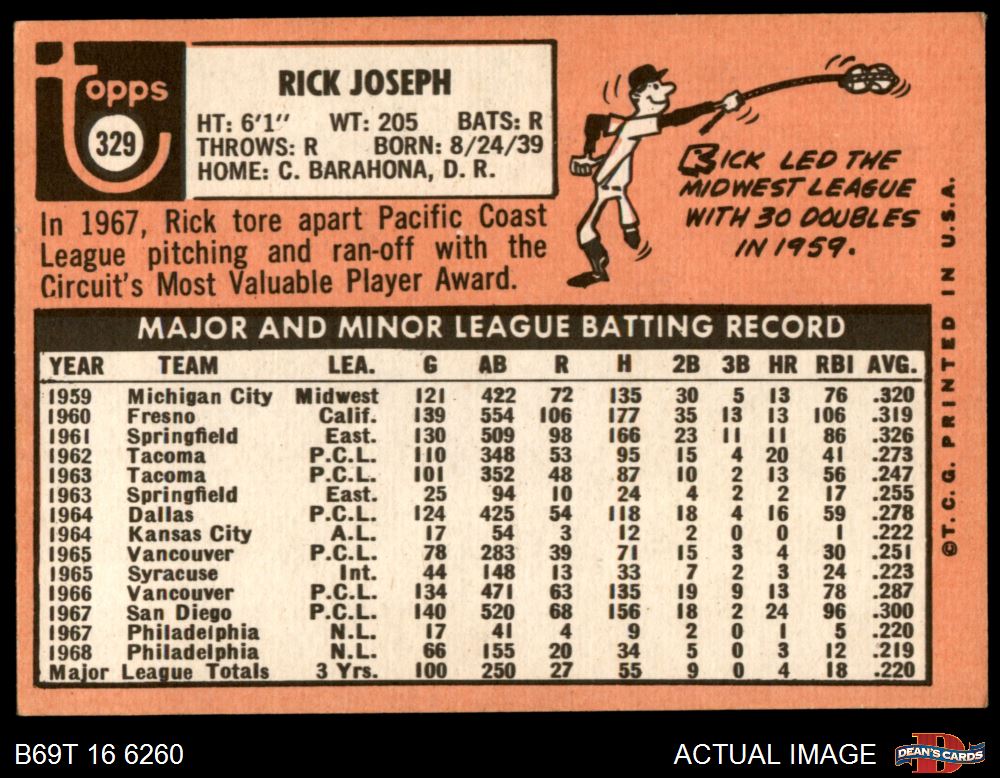 Topps
329
RICK JOSEPH
HT: 6'1" WT: 205 BATS: R
THROWS: R BORN: 8/24/39
HOME: C. BARAHONA, D. R.
In 1967, Rick tore apart Pacific Coast
League pitching and ran-off with the
Circuit's Most Valuable Player Award.
RICK LED THE
MIDWEST LEAGUE
WITH 30 DOUBLES
IN 1959.
MAJOR AND MINOR LEAGUE BATTING RECORD
YEAR TEAM LEA. G AB R H 2B 3B HR RBI AVG.
1959 Michigan City Midwest 121 422 72 135 30 5 13 76 .320
1960 Fresno Calif. 139 554 106 177 35 13 13 106 .319
1961 Springfield East. 130 509 98 166 23 11 11 86 .326
1962 Tacoma P.C.L. 110 348 53 95 15 4 20 41 .273
1963 Tacoma P.C.L. 101 352 48 87 10 2 13 56 .247
1963 Springfield East. 25 94 10 24 4 2 2 17 .255
1964 Dallas P.C.L. 124 425 54 118 18 4 16 59 .278
1964 Kansas City A.L. 17 54 3 12 2 0 0 1 .222
1965 Vancouver P.C.L. 78 283 39 71 15 3 4 30 .251
1965 Syracuse Int. 44 148 13 33 7 2 3 24 .223
1966 Vancouver P.C.L. 134 471 63 135 19 9 13 78 .287
1967 San Diego P.C.L. 140 520 68 156 18 2 24 96 .300
1967 Philadelphia N.L. 17 41 4 9 2 0 1 5 .220
1968 Philadelphia N.L. 66 155 20 34 5 0 3 12 .219
Major League Totals 3 Yrs. 100 250 27 55 9 0 4 18 .220
©T. C. G. PRINTED IN U.S.A.
B69T 16 6260
ACTUAL IMAGE
DEAN'S CARDS